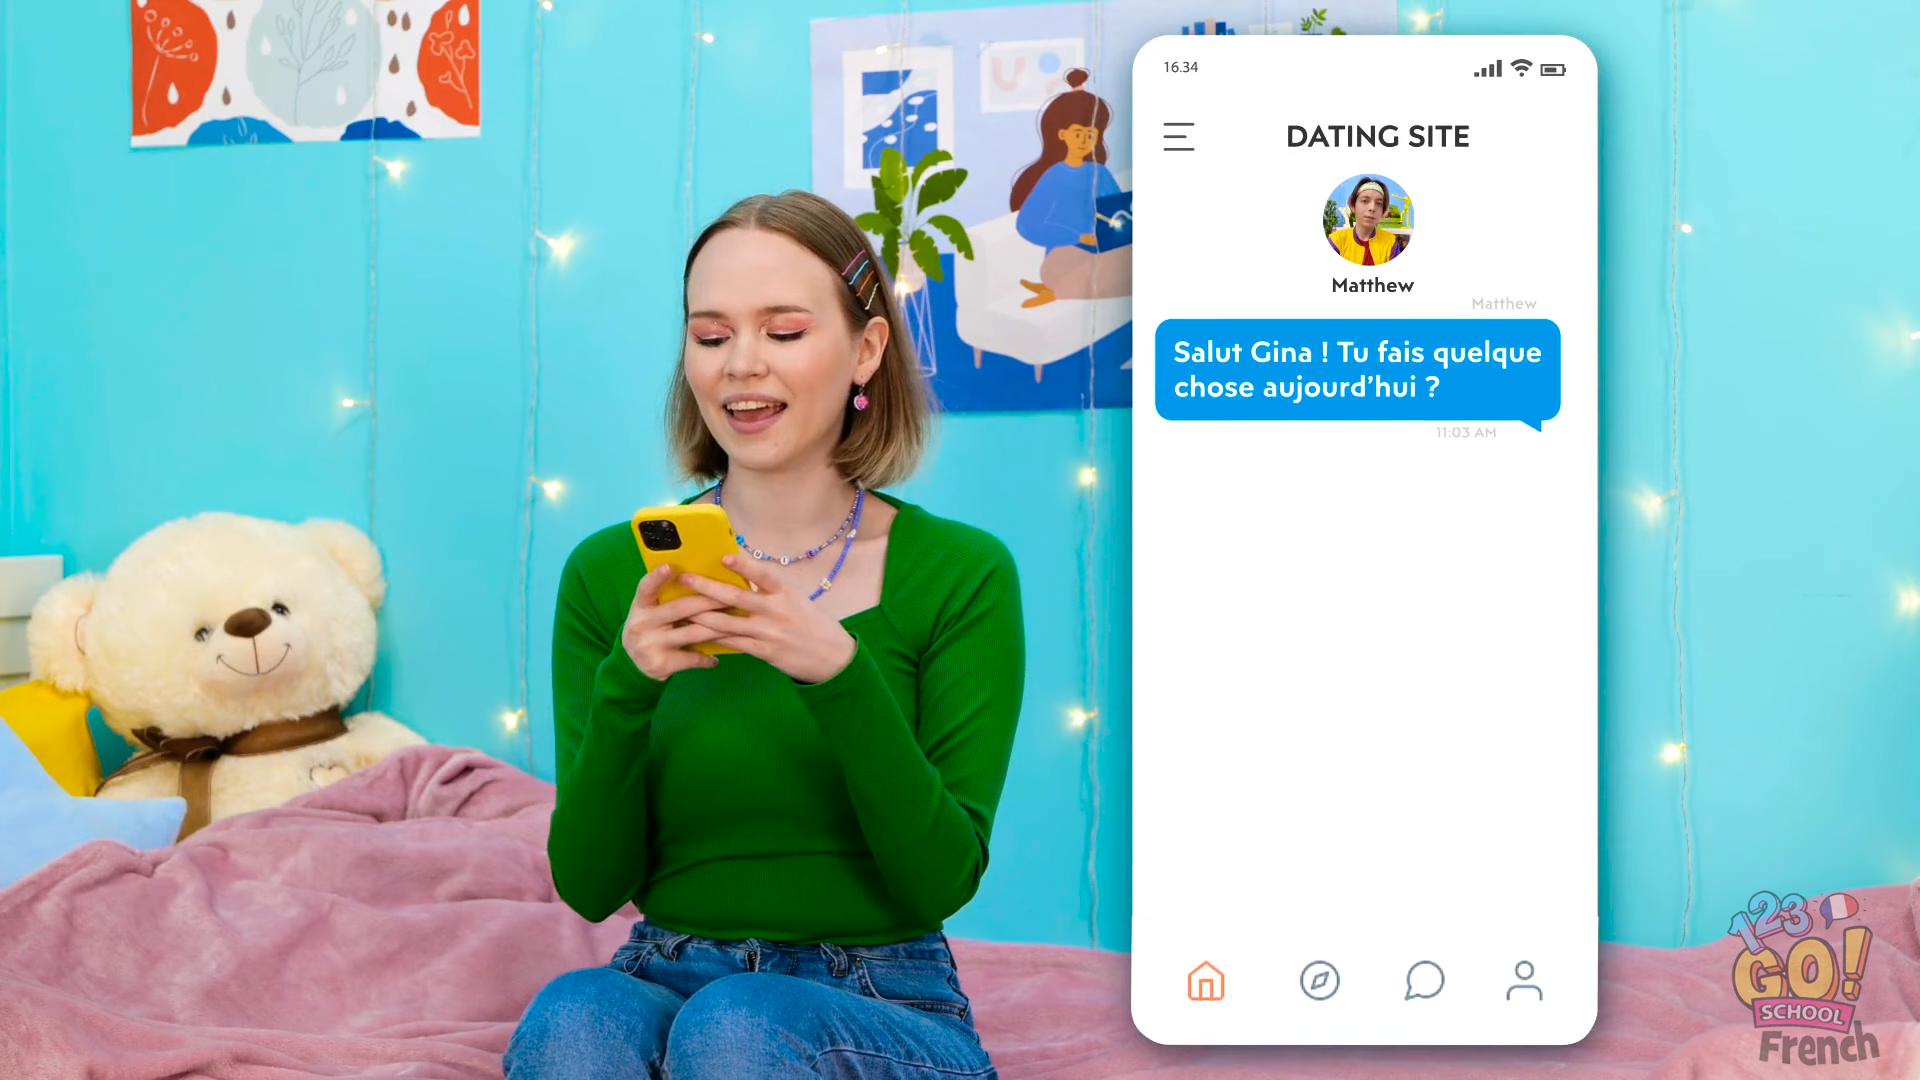 16.34
DATING SITE
Matthew
Matthew
Salut Gina ! Tu fais quelque
chose aujourd'hui ?
11:03 AM
123
GO!
SCHOOL
French